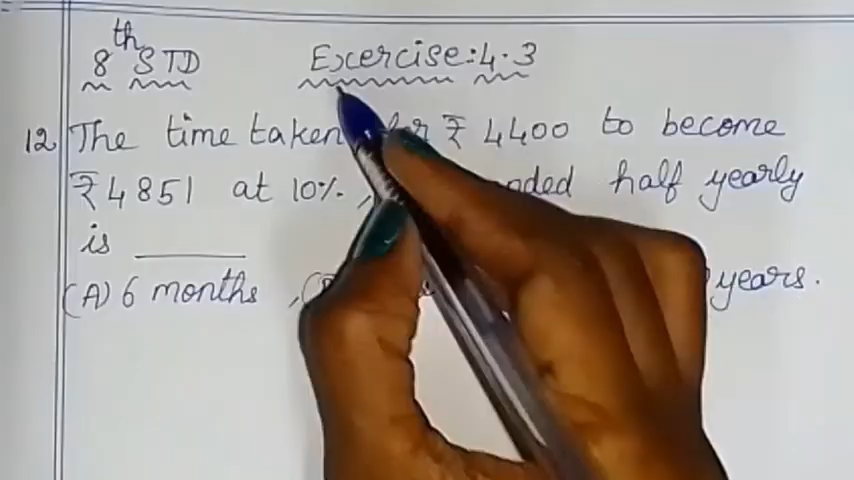 8th STD Exercise: 4.3
12. The time taken for ₹ 4400 to become
₹ 4851 at 10%, half yearly
is ______
(A) 6 months , years.